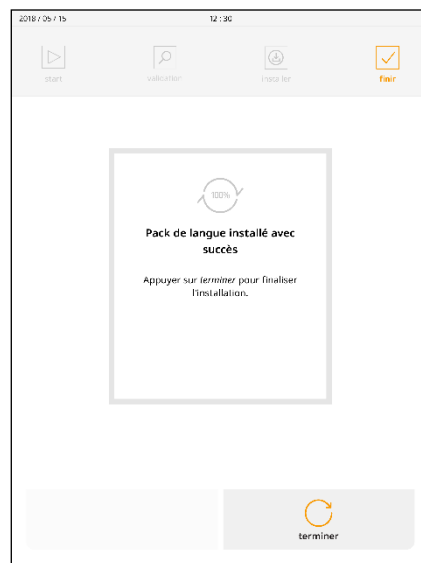 2018 / 05 / 15
12 : 30
start
validation
installer
finir
100%
Pack de langue installé avec
succès
Appuyer sur terminer pour finaliser
l'installation.
terminer